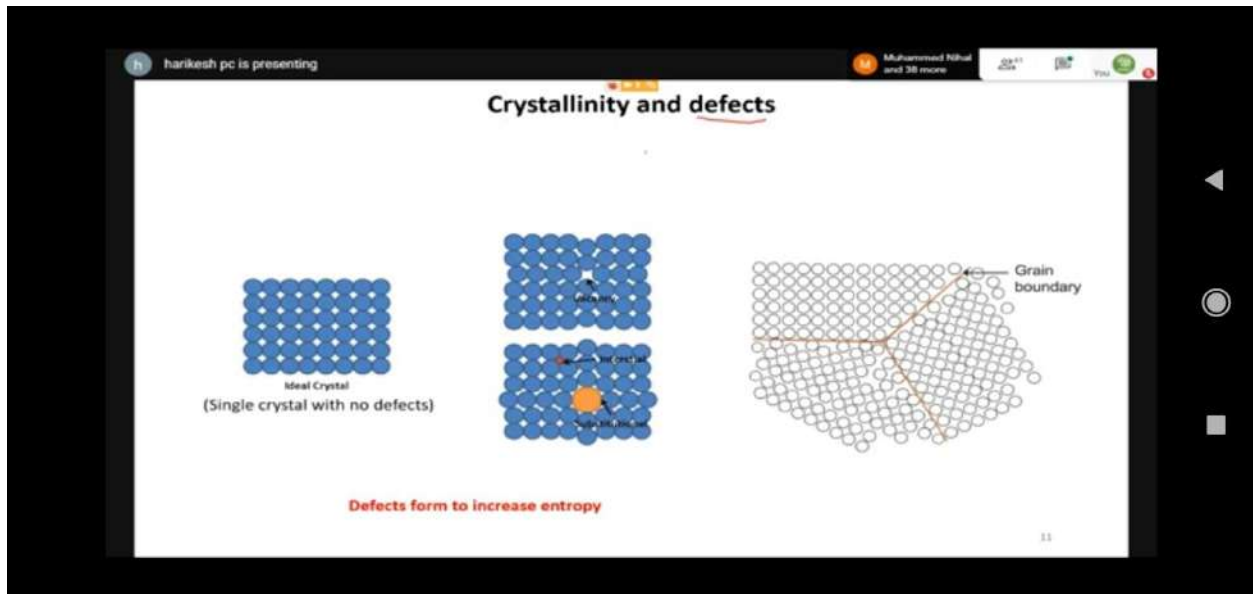 h harikesh pc is presenting
M Muhammed Nihal
and 38 more
41
You
Crystallinity and defects
Vacancy
Ideal Crystal
(Single crystal with no defects)
Interstitial
Substitutional
Grain
boundary
Defects form to increase entropy
11